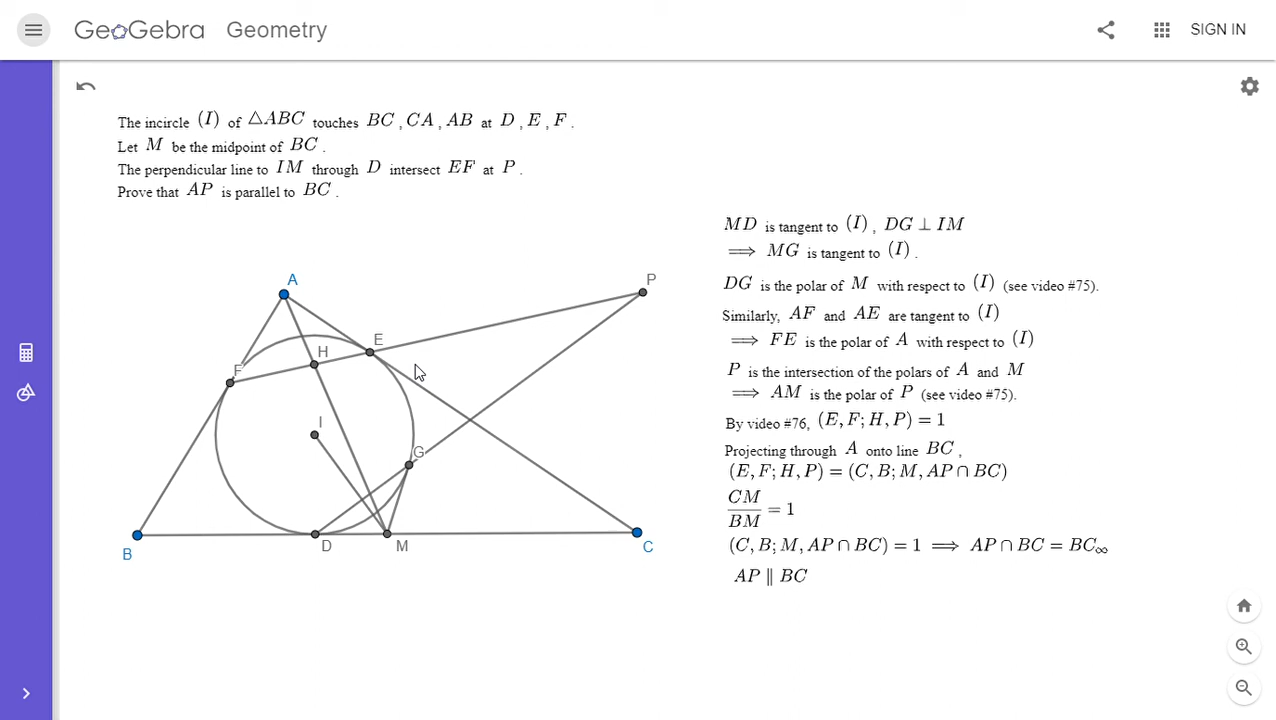 GeoGebra Geometry
SIGN IN
The incircle (I) of △ABC touches BC , CA , AB at D , E , F .
Let M be the midpoint of BC .
The perpendicular line to IM through D intersect EF at P .
Prove that AP is parallel to BC .
MD is tangent to (I) , DG ⊥ IM
⟹ MG is tangent to (I) .
DG is the polar of M with respect to (I) (see video #75).
Similarly, AF and AE are tangent to (I)
⟹ FE is the polar of A with respect to (I)
P is the intersection of the polars of A and M
⟹ AM is the polar of P (see video #75).
By video #76, (E, F; H, P) = 1
Projecting through A onto line BC ,
(E, F; H, P) = (C, B; M, AP ∩ BC)
CM
BM
= 1
(C, B; M, AP ∩ BC) = 1 ⟹ AP ∩ BC = BC∞
AP ∥ BC
A
P
E
H
F
I
G
B
D
M
C